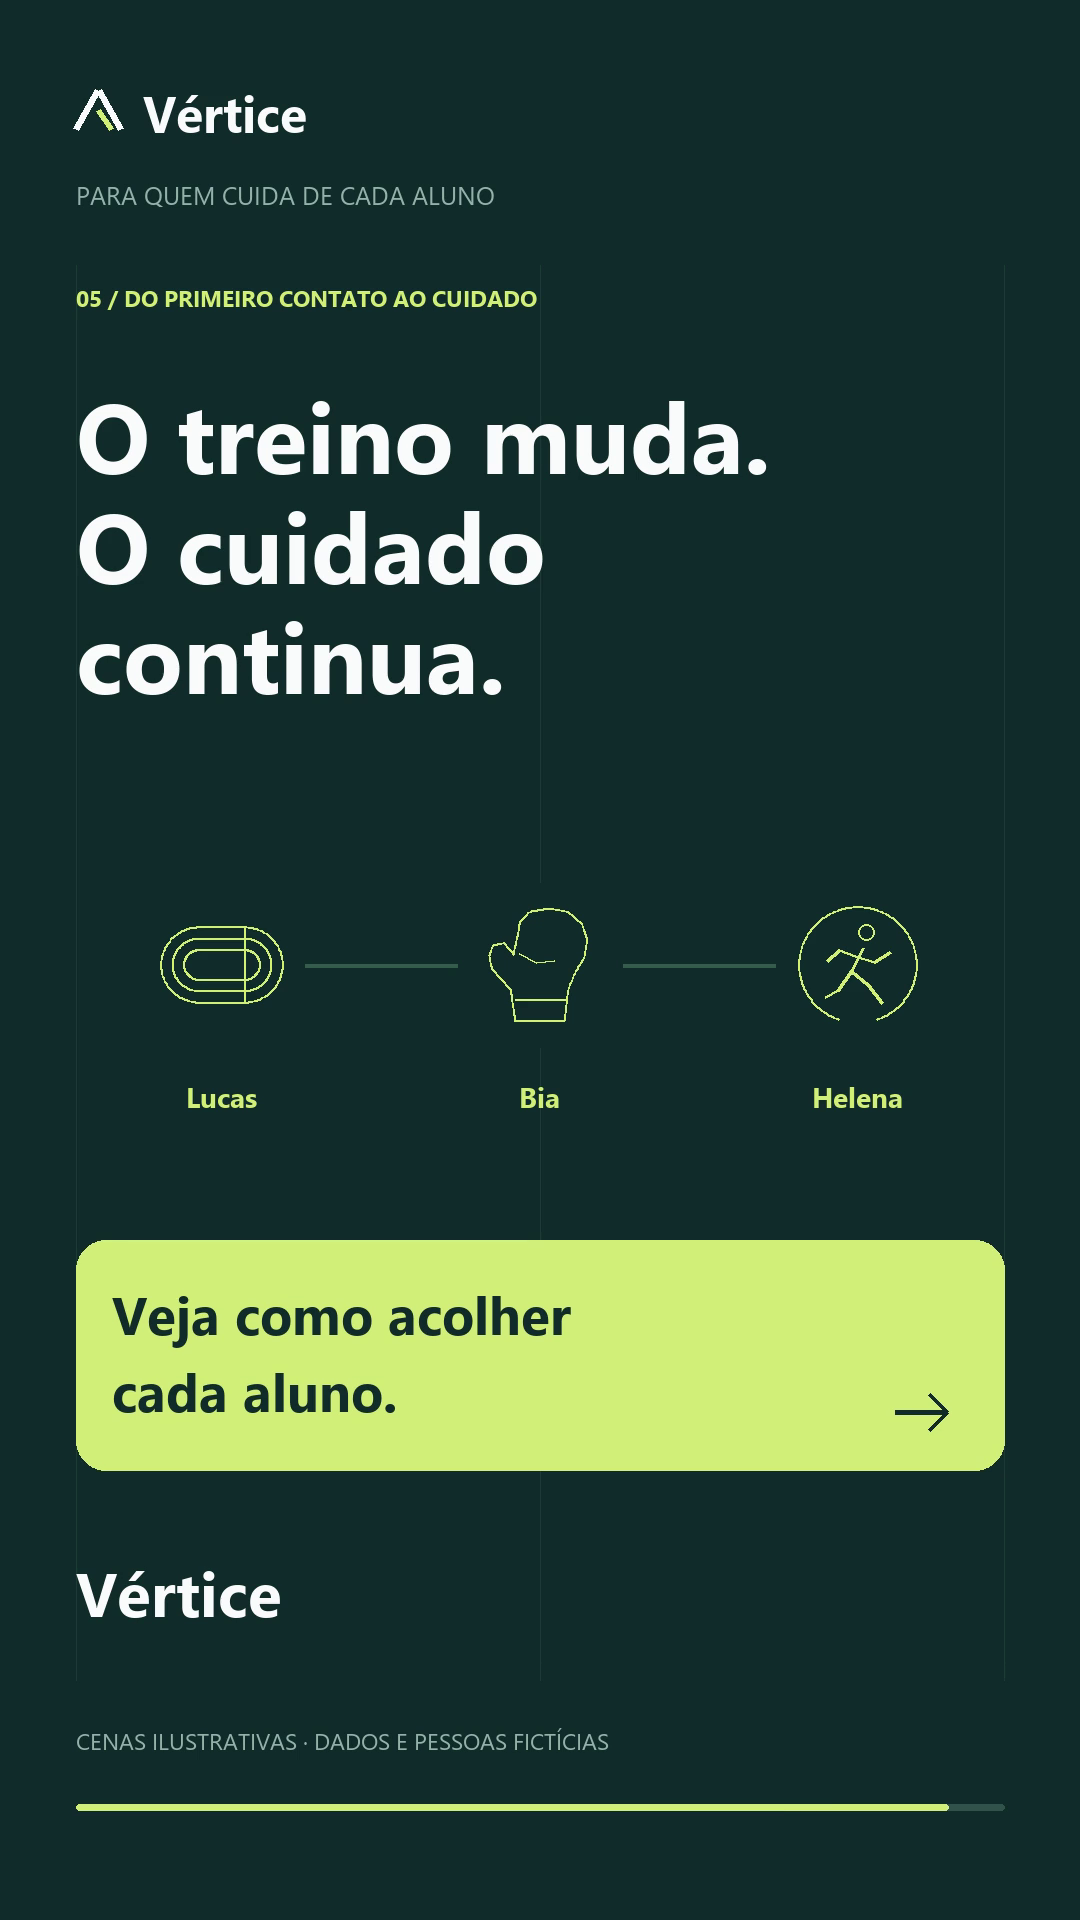 Vértice
PARA QUEM CUIDA DE CADA ALUNO
05 / DO PRIMEIRO CONTATO AO CUIDADO
O treino muda.
O cuidado
continua.
Lucas
Bia
Helena
Veja como acolher
cada aluno.
Vértice
CENAS ILUSTRATIVAS · DADOS E PESSOAS FICTÍCIAS